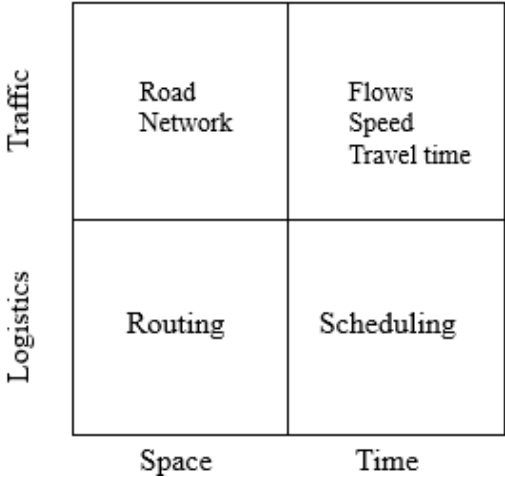 Traffic
Road
Network
Flows
Speed
Travel time
Logistics
Routing
Scheduling
Space
Time